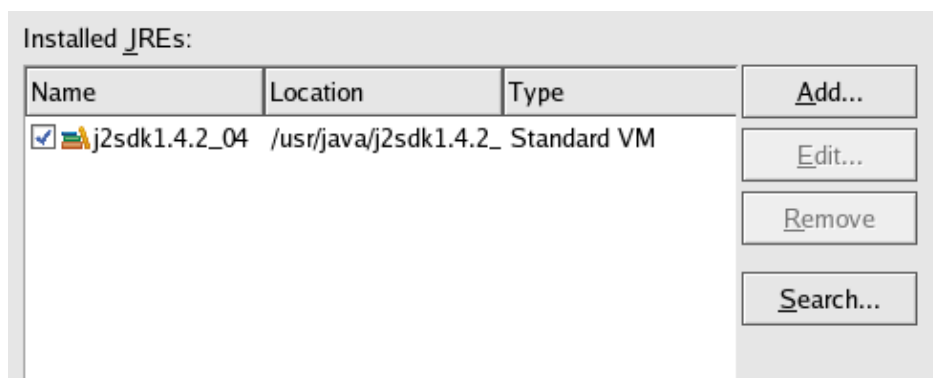 Installed JREs:
Name Location Type
j2sdk1.4.2_04 /usr/java/j2sdk1.4.2_ Standard VM
Add...
Edit...
Remove
Search...